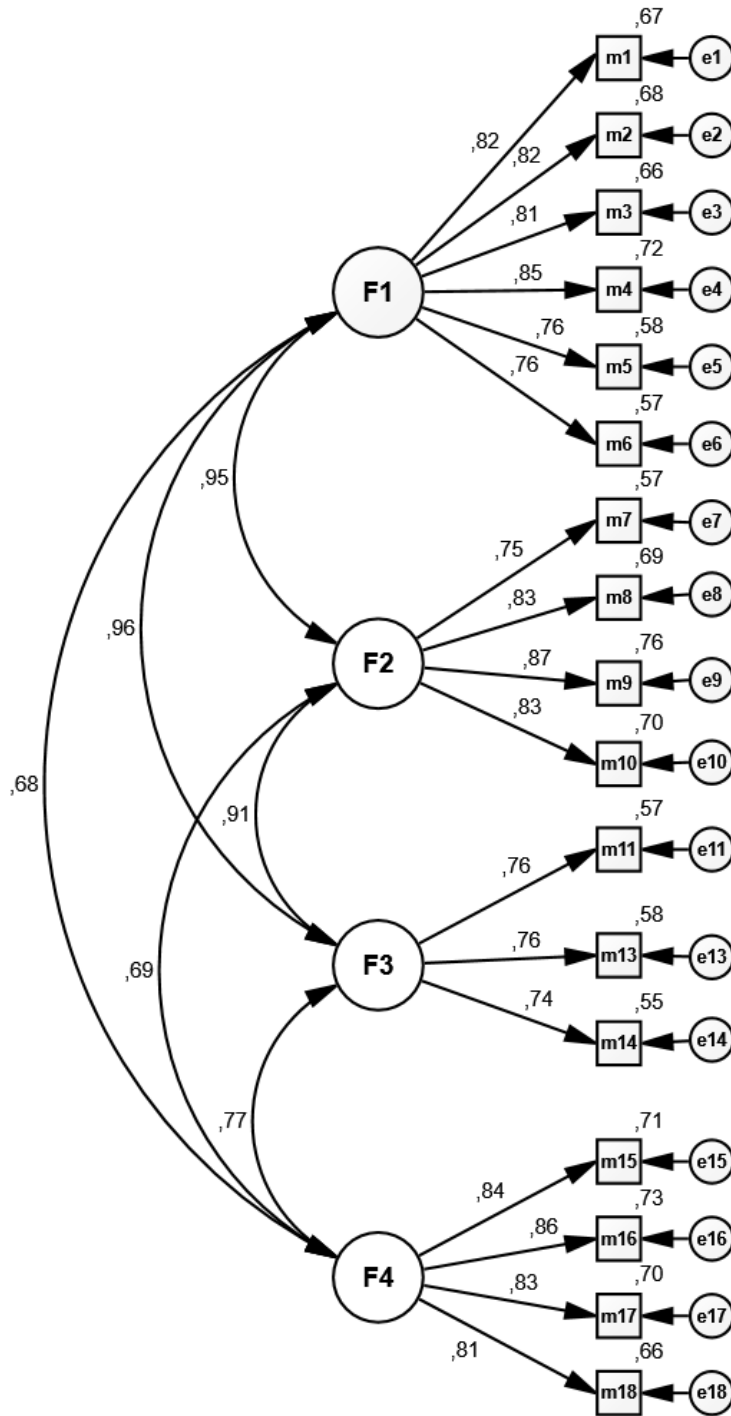 ,67
m1 e1
,68
,82 ,82 m2 e2
,66
,81 m3 e3
,72
F1 ,85 m4 e4
,58
,76 m5 e5
,76 ,57
m6 e6
,95 ,57
m7 e7
,75 ,69
,83 m8 e8
,96 ,76
F2 ,87 m9 e9
,83 ,70
m10 e10
,68 ,91 ,57
m11 e11
,76 ,58
,69 F3 ,76 m13 e13
,74 ,55
m14 e14
,77 ,71
m15 e15
,84 ,73
,86 m16 e16
,70
F4 ,83 m17 e17
,81 ,66
m18 e18